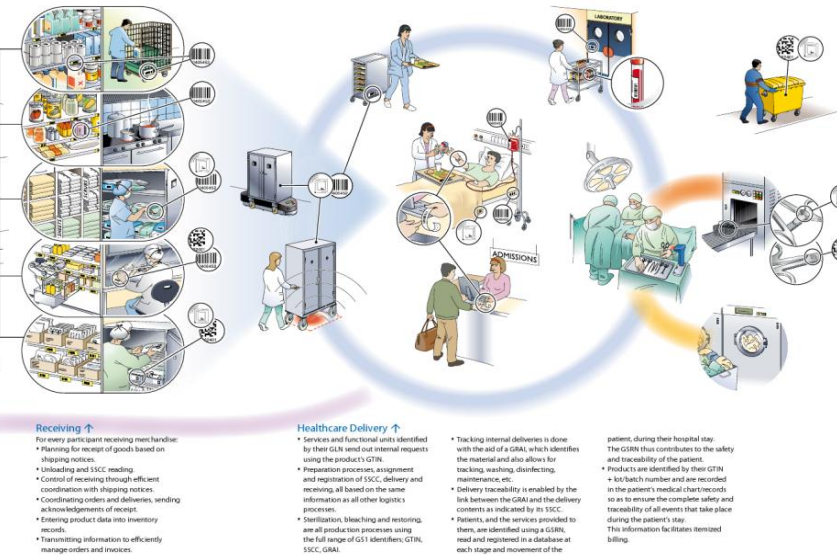 LABORATORY
ADMISSIONS
Receiving ↑
For every participant receiving merchandise:
• Planning for receipt of goods based on
shipping notices.
• Unloading and SSCC reading.
• Control of receiving through efficient
coordination with shipping notices.
• Coordinating orders and deliveries, sending
acknowledgements of receipt.
• Entering product data into inventory
records.
• Transmitting information to efficiently
manage orders and invoices.
Healthcare Delivery ↑
• Services and functional units identified
by their GLN send out internal requests
using the product's GTIN.
• Preparation processes, assignment
and registration of SSCC, delivery and
receiving, all based on the same
information as all other logistics
processes.
• Sterilization, bleaching and restoring,
are all production processes using
the full range of GS1 identifiers; GTIN,
SSCC, GRAI.
• Tracking internal deliveries is done
with the aid of a GRAI, which identifies
the material and also allows for
tracking, washing, disinfecting,
maintenance, etc.
• Delivery traceability is enabled by the
link between the GRAI and the delivery
contents as indicated by its SSCC.
• Patients, and the services provided to
them, are identified using a GSRN,
read and registered in a database at
each stage and movement of the
patient, during their hospital stay.
The GSRN thus contributes to the safety
and traceability of the patient.
• Products are identified by their GTIN
+ lot/batch number and are recorded
in the patient's medical chart/records
so as to ensure the complete safety and
traceability of all events that take place
during the patient's stay.
This information facilitates itemized
billing.